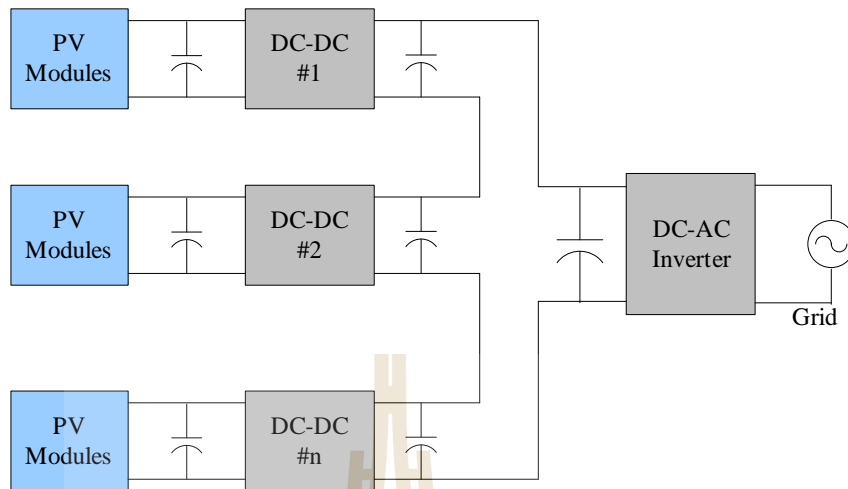 PV
Modules
DC-DC
#1
PV
Modules
DC-DC
#2
DC-AC
Inverter
Grid
PV
Modules
DC-DC
#n